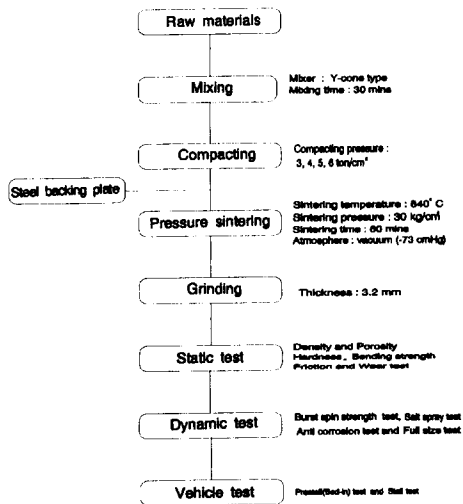 Raw materials
Mixing
Mixer : Y-cone type
Mixing time : 30 mins
Compacting
Compacting pressure :
3, 4, 5, 6 ton/cm²
Steel backing plate
Pressure sintering
Sintering temperature : 840° C
Sintering pressure : 30 kg/cm²
Sintering time : 60 mins
Atmosphere : vacuum (-73 cmHg)
Grinding
Thickness : 3.2 mm
Static test
Density and Porosity
Hardness, Bending strength
Friction and Wear test
Dynamic test
Burst spin strength test, Salt spray test
Anti corrosion test and Full size test
Vehicle test
Prestall(Bed-in) test and Stall test